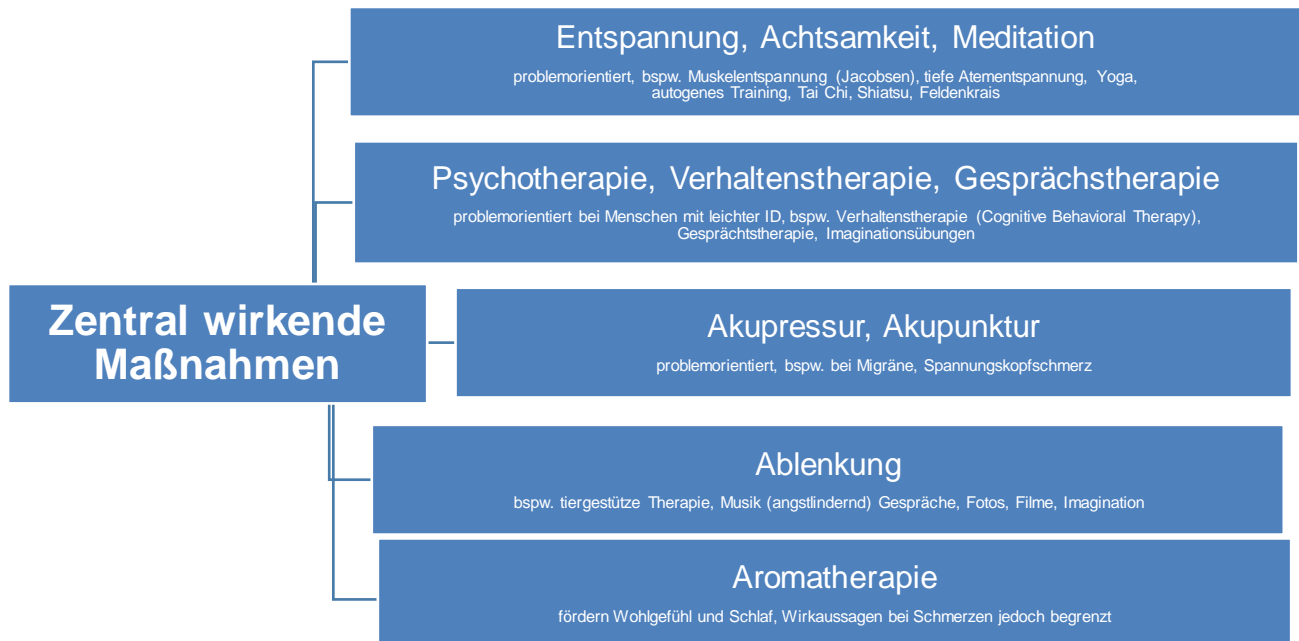 Entspannung, Achtsamkeit, Meditation
problemorientiert, bspw. Muskelentspannung (Jacobsen), tiefe Atementspannung, Yoga,
autogenes Training, Tai Chi, Shiatsu, Feldenkrais
Psychotherapie, Verhaltenstherapie, Gesprächstherapie
problemorientiert bei Menschen mit leichter ID, bspw. Verhaltenstherapie (Cognitive Behavioral Therapy),
Gesprächtstherapie, Imaginationsübungen
Zentral wirkende
Maßnahmen
Akupressur, Akupunktur
problemorientiert, bspw. bei Migräne, Spannungskopfschmerz
Ablenkung
bspw. tiergestütze Therapie, Musik (angstlindernd) Gespräche, Fotos, Filme, Imagination
Aromatherapie
fördern Wohlgefühl und Schlaf, Wirkaussagen bei Schmerzen jedoch begrenzt